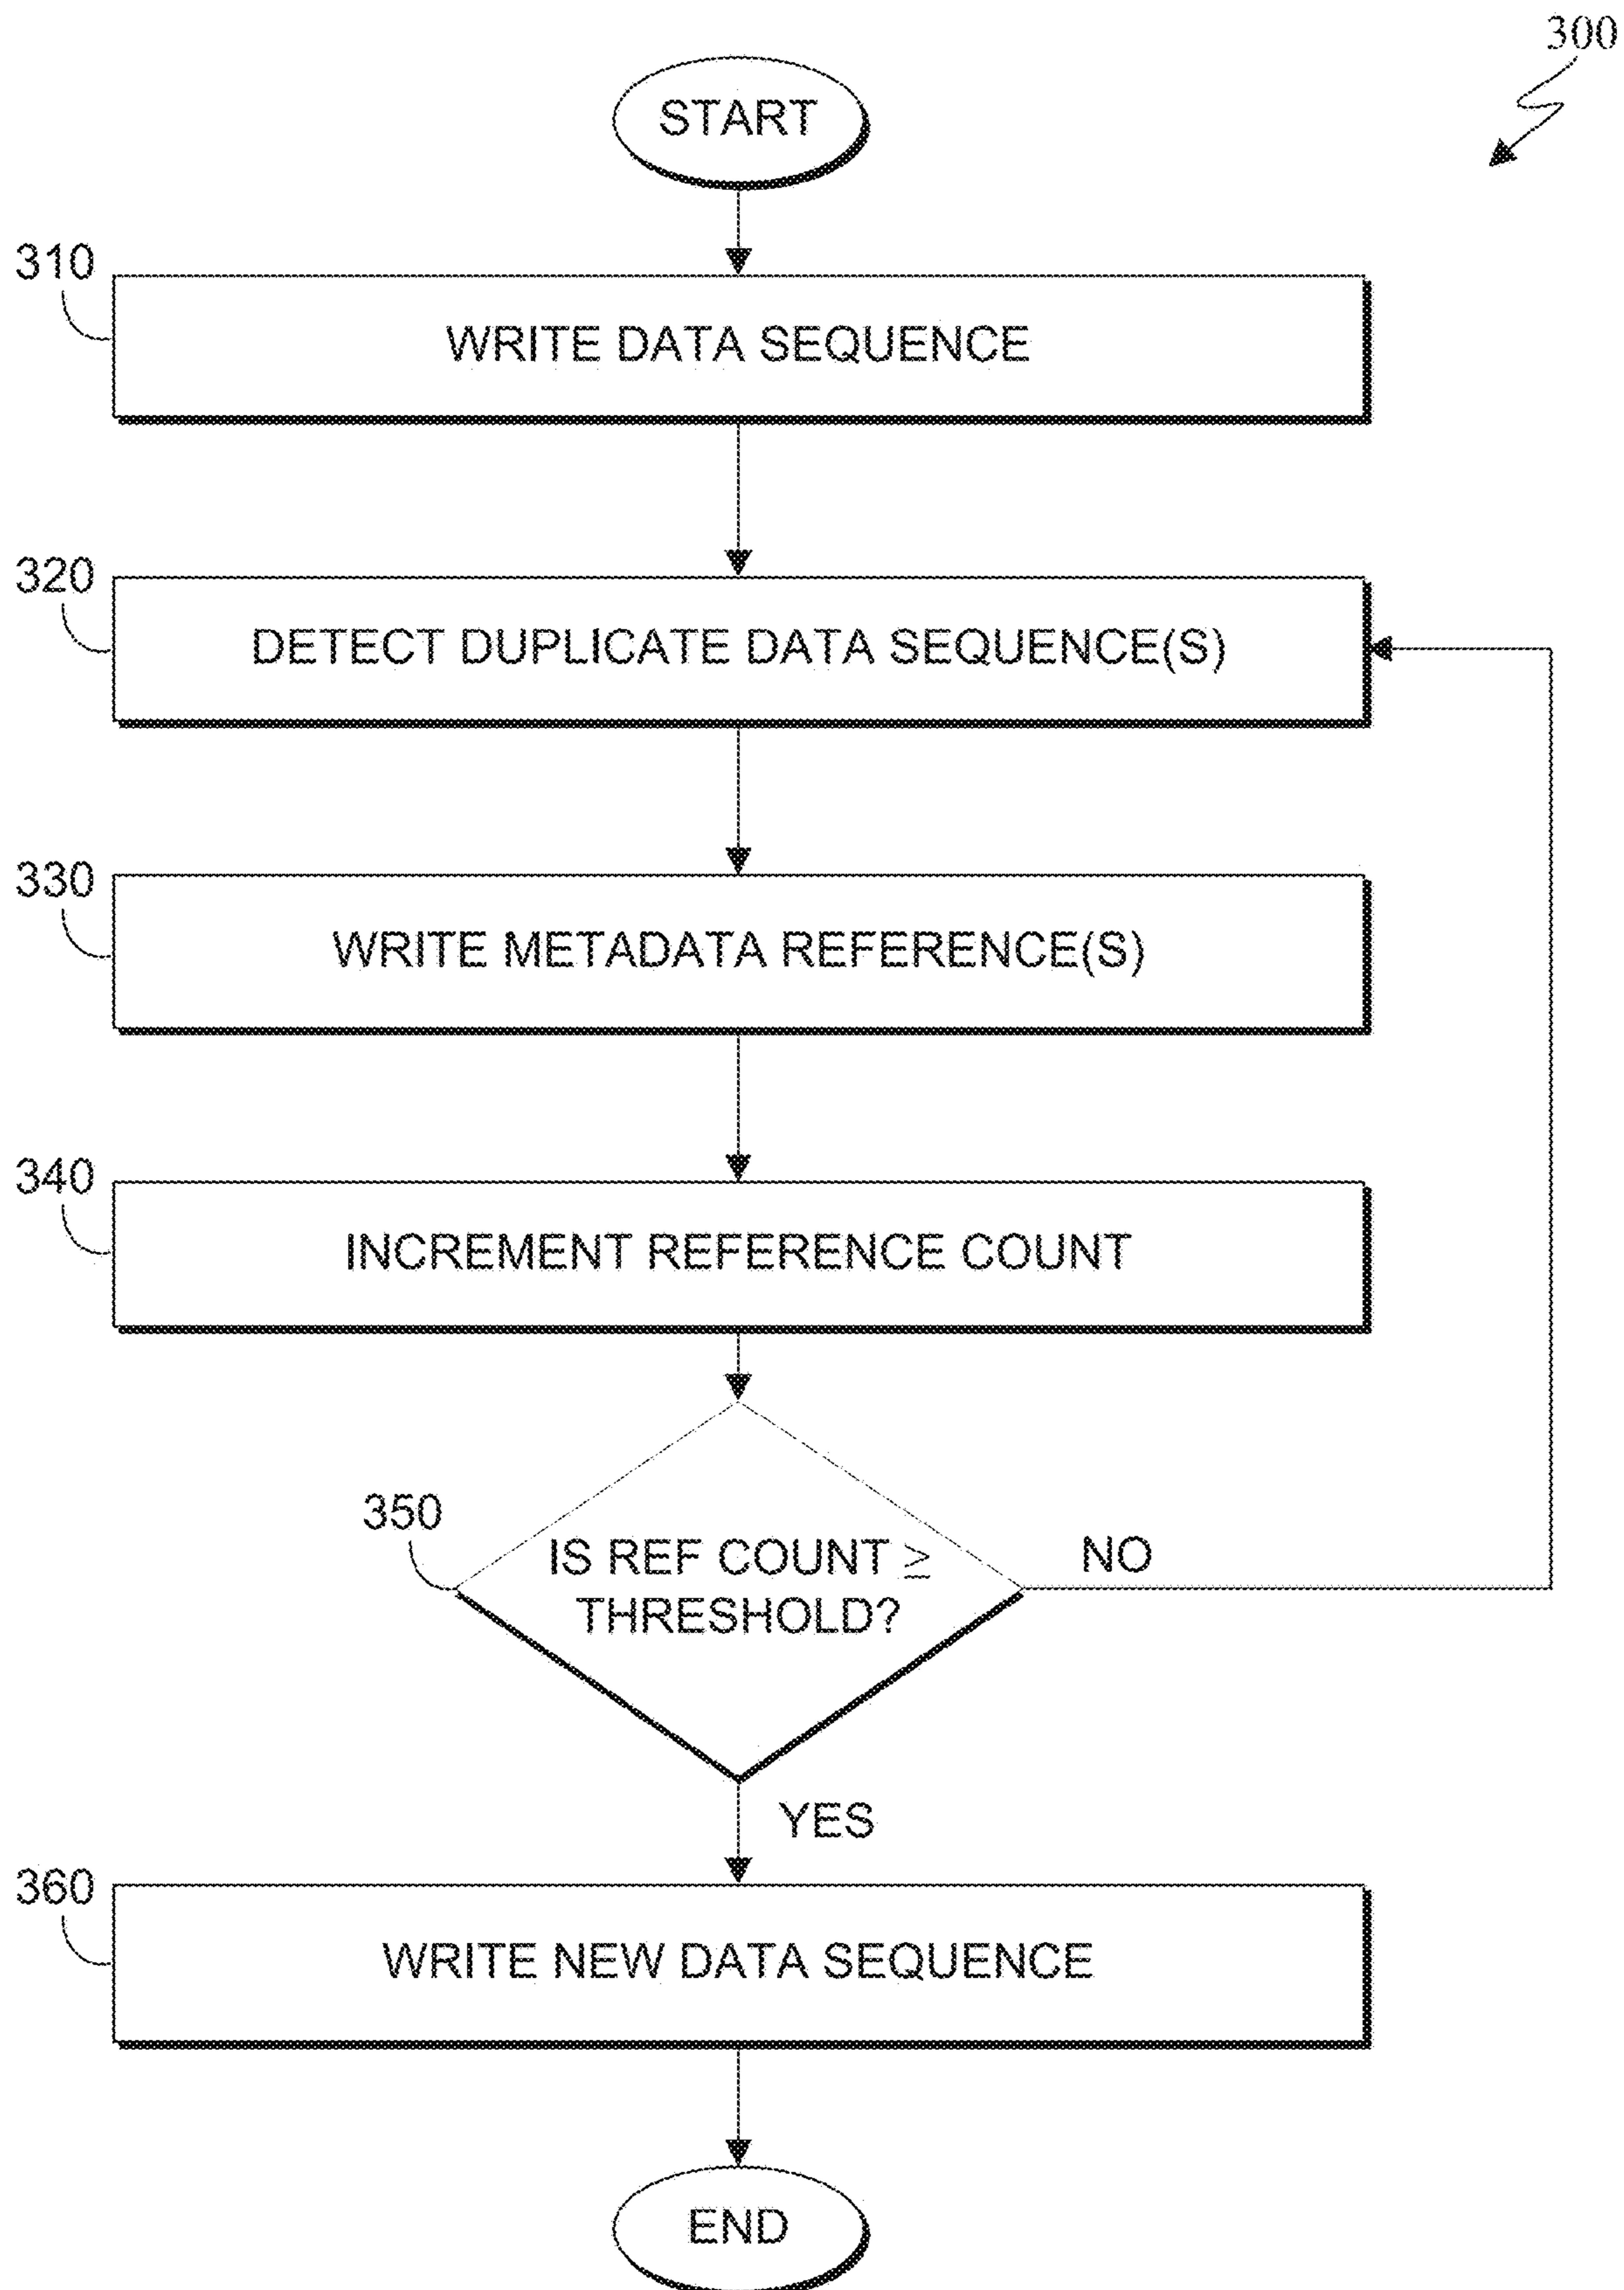 300
START
310
WRITE DATA SEQUENCE
320
DETECT DUPLICATE DATA SEQUENCE(S)
330
WRITE METADATA REFERENCE(S)
340
INCREMENT REFERENCE COUNT
350
IS REF COUNT ≥
THRESHOLD?
NO
YES
360
WRITE NEW DATA SEQUENCE
END